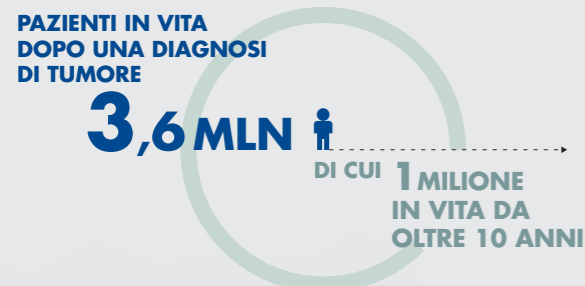 PAZIENTI IN VITA
DOPO UNA DIAGNOSI
DI TUMORE
3,6 MLN
DI CUI 1 MILIONE
IN VITA DA
OLTRE 10 ANNI